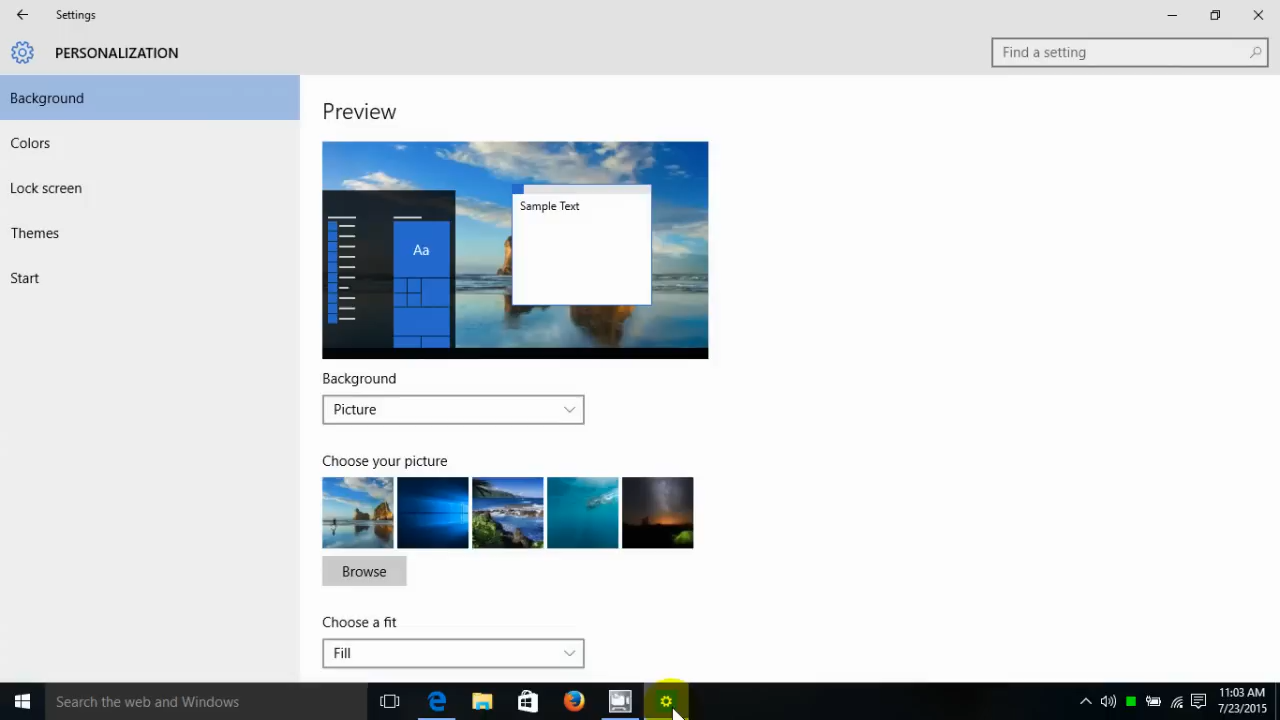 Settings
PERSONALIZATION
Find a setting
Background
Colors
Lock screen
Themes
Start
Preview
Sample Text
Aa
Background
Picture
Choose your picture
Browse
Choose a fit
Fill
Search the web and Windows
11:03 AM
7/23/2015